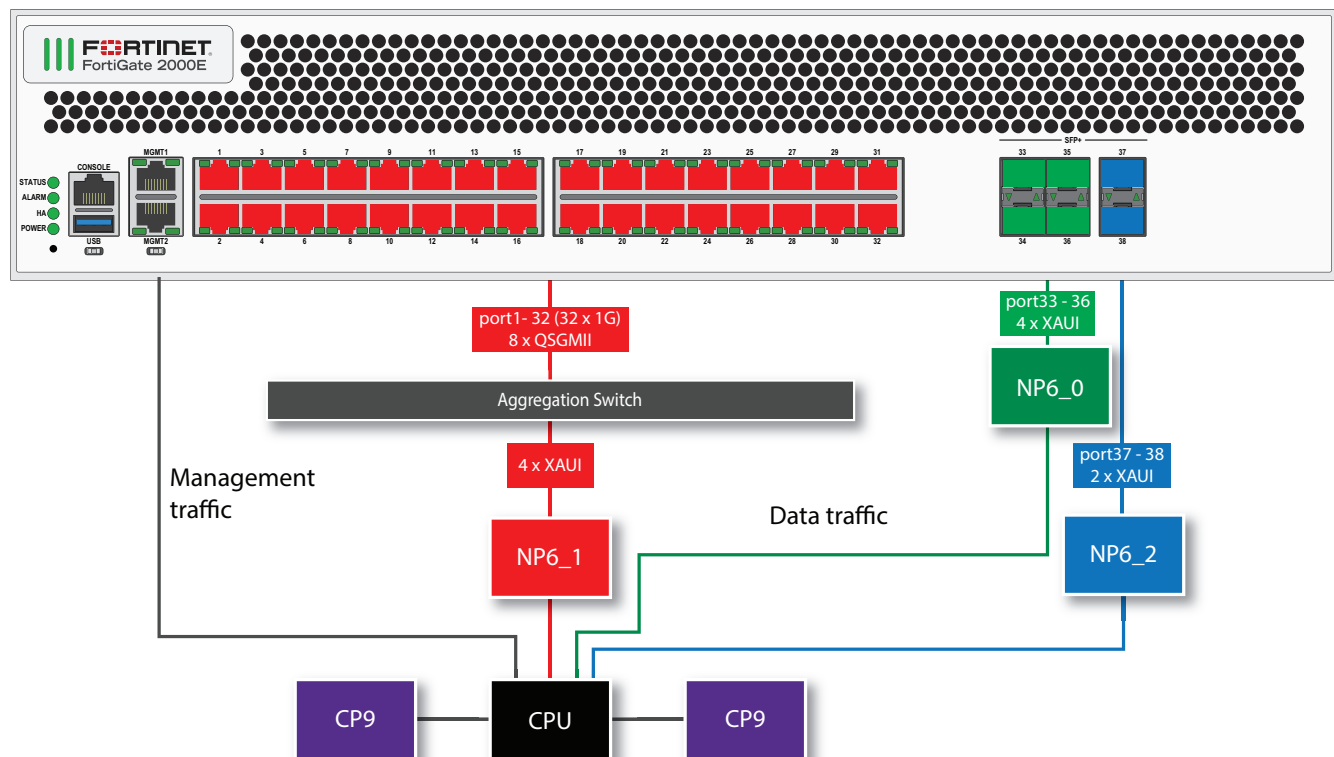 FORTINET
FortiGate 2000E
STATUS
ALARM
HA
POWER
CONSOLE
USB
MGMT1
MGMT2
1 3 5 7 9 11 13 15
2 4 6 8 10 12 14 16
17 19 21 23 25 27 29 31
18 20 22 24 26 28 30 32
SFP+
33 35 37
34 36 38
port1- 32 (32 x 1G)
8 x QSGMII
port33 - 36
4 x XAUI
Aggregation Switch
NP6_0
4 x XAUI
port37 - 38
2 x XAUI
Management
traffic
Data traffic
NP6_1
NP6_2
CP9
CPU
CP9